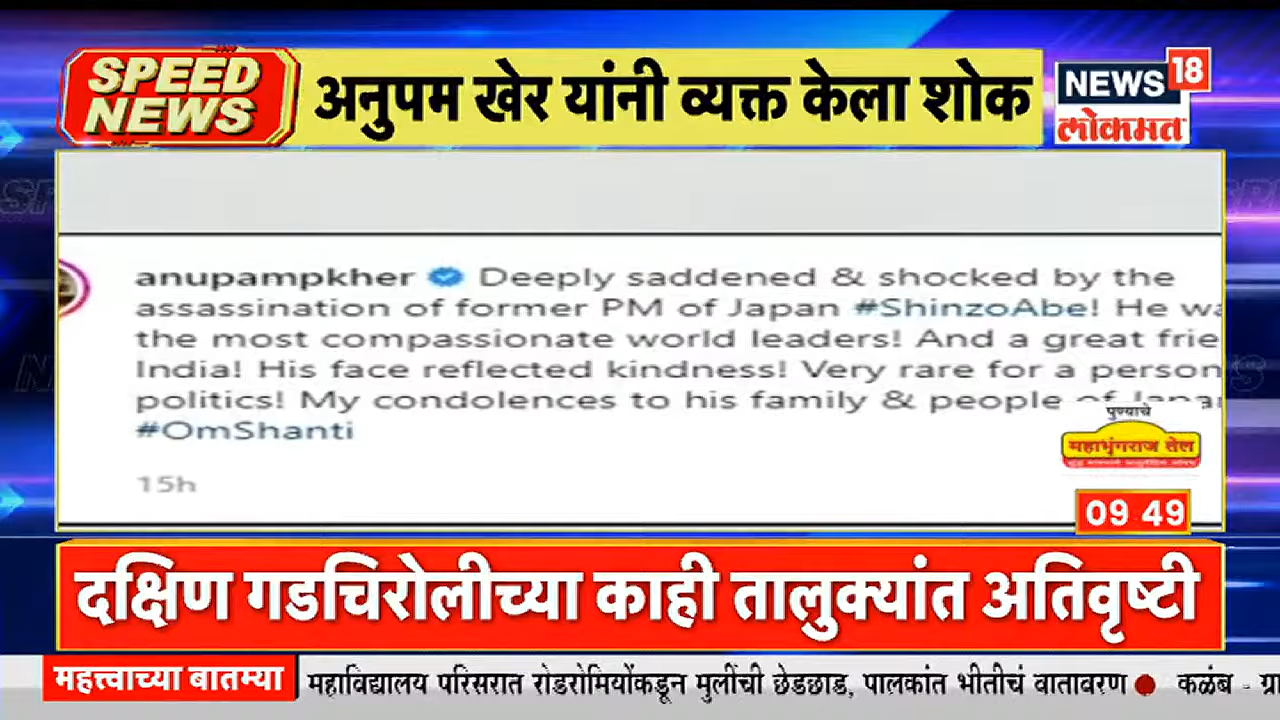 SPEED
NEWS
अनुपम खेर यांनी व्यक्त केला शोक
NEWS 18
लोकमत
anupampkher Deeply saddened & shocked by the
assassination of former PM of Japan #ShinzoAbe! He wa
the most compassionate world leaders! And a great frie
India! His face reflected kindness! Very rare for a person
politics! My condolences to his family & people of Japa
#OmShanti
15h
पुण्याचे
महाभृंगराज तेल
09 49
दक्षिण गडचिरोलीच्या काही तालुक्यांत अतिवृष्टी
महत्त्वाच्या बातम्या
महाविद्यालय परिसरात रोडरोमियोंकडून मुलींची छेडछाड, पालकांत भीतीचं वातावरण • कळंब - ग्रा